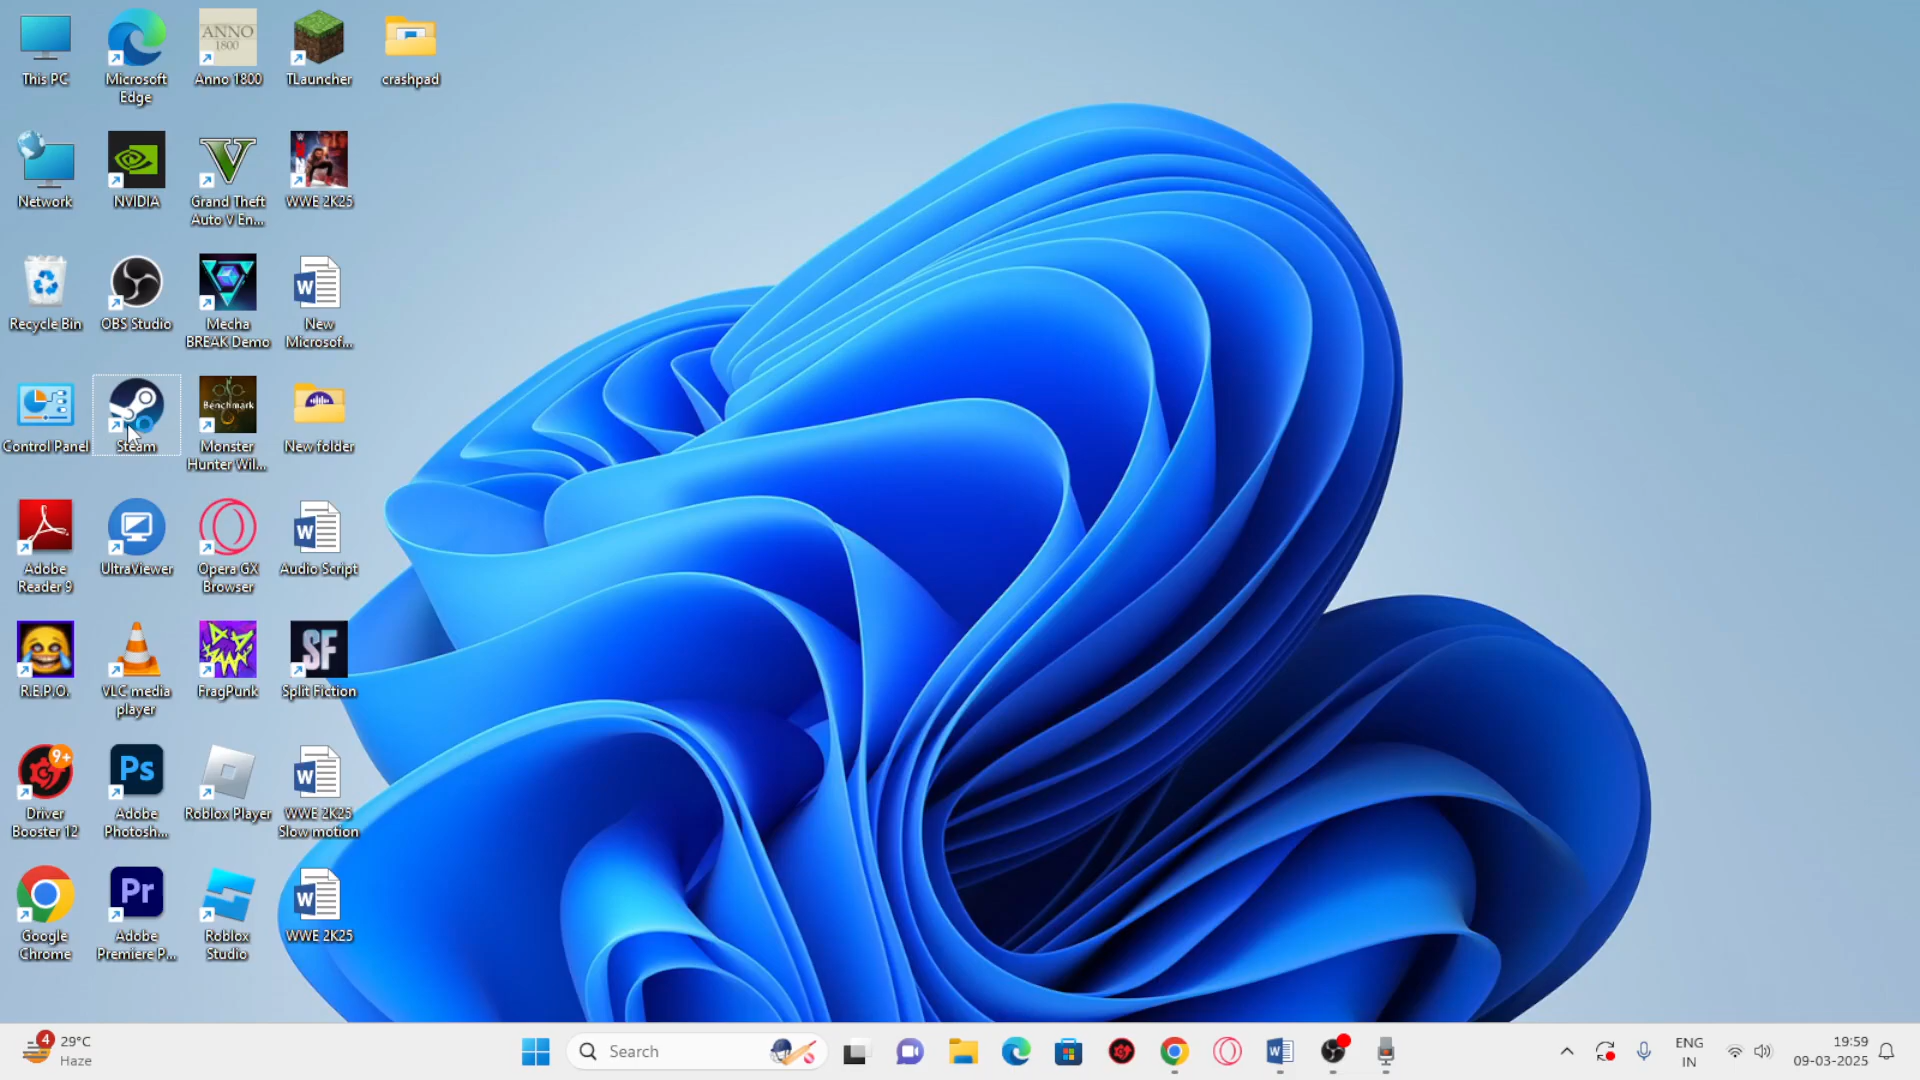 This PC
Microsoft
Edge
ANNO
1800
Anno 1800
TLauncher
crashpad
Network
NVIDIA
V
Grand Theft
Auto V En...
WWE 2K25
Recycle Bin
OBS Studio
Mecha
BREAK Demo
W
New
Microsof...
Control Panel
Steam
Benchmark
Monster
Hunter Wil...
New folder
Adobe
Reader 9
UltraViewer
Opera GX
Browser
W
Audio Script
R.E.P.O.
VLC media
player
FragPunk
SF
Split Fiction
9+
Driver
Booster 12
Ps
Adobe
Photosh...
Roblox Player
W
WWE 2K25
Slow motion
Google
Chrome
Pr
Adobe
Premiere P...
Roblox
Studio
W
WWE 2K25
4
29°C
Haze
Search
W
ENG
IN
19:59
09-03-2025